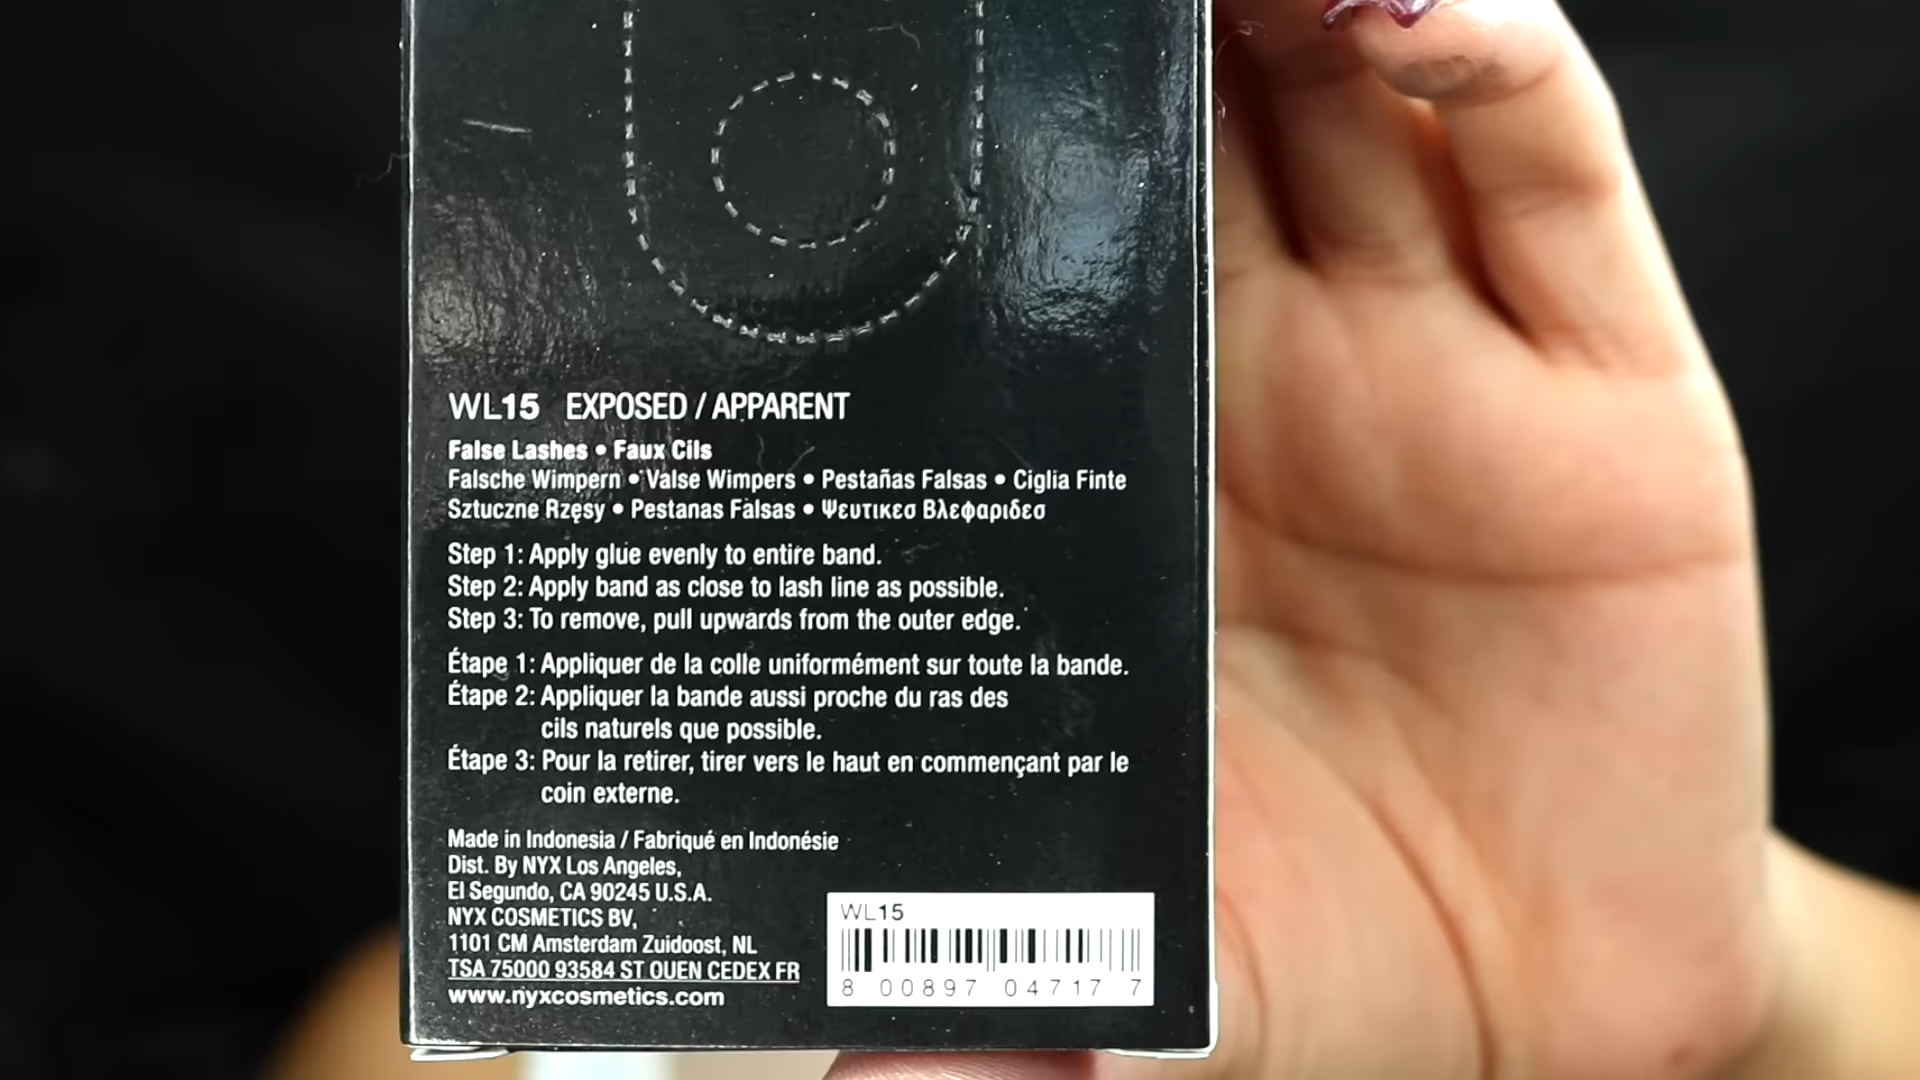 WL15 EXPOSED / APPARENT
False Lashes • Faux Cils
Falsche Wimpern • Valse Wimpers • Pestañas Falsas • Ciglia Finte
Sztuczne Rzęsy • Pestanas Falsas • Ψευτικεσ Βλεφαριδεσ
Step 1: Apply glue evenly to entire band.
Step 2: Apply band as close to lash line as possible.
Step 3: To remove, pull upwards from the outer edge.
Étape 1: Appliquer de la colle uniformément sur toute la bande.
Étape 2: Appliquer la bande aussi proche du ras des
cils naturels que possible.
Étape 3: Pour la retirer, tirer vers le haut en commençant par le
coin externe.
Made in Indonesia / Fabriqué en Indonésie
Dist. By NYX Los Angeles,
El Segundo, CA 90245 U.S.A.
NYX COSMETICS BV,
1101 CM Amsterdam Zuidoost, NL
TSA 75000 93584 ST OUEN CEDEX FR
www.nyxcosmetics.com
WL15
8 00897 04717 7